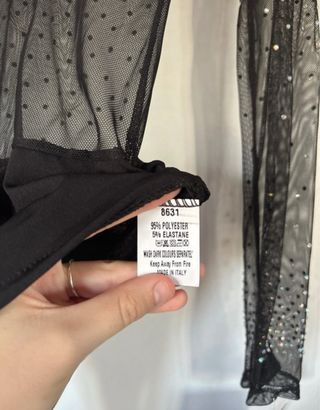 8631
95% POLYESTER
5% ELASTANE
WASH DARK COLOURS SEPARATELY
Keep Away From Fire
MADE IN ITALY